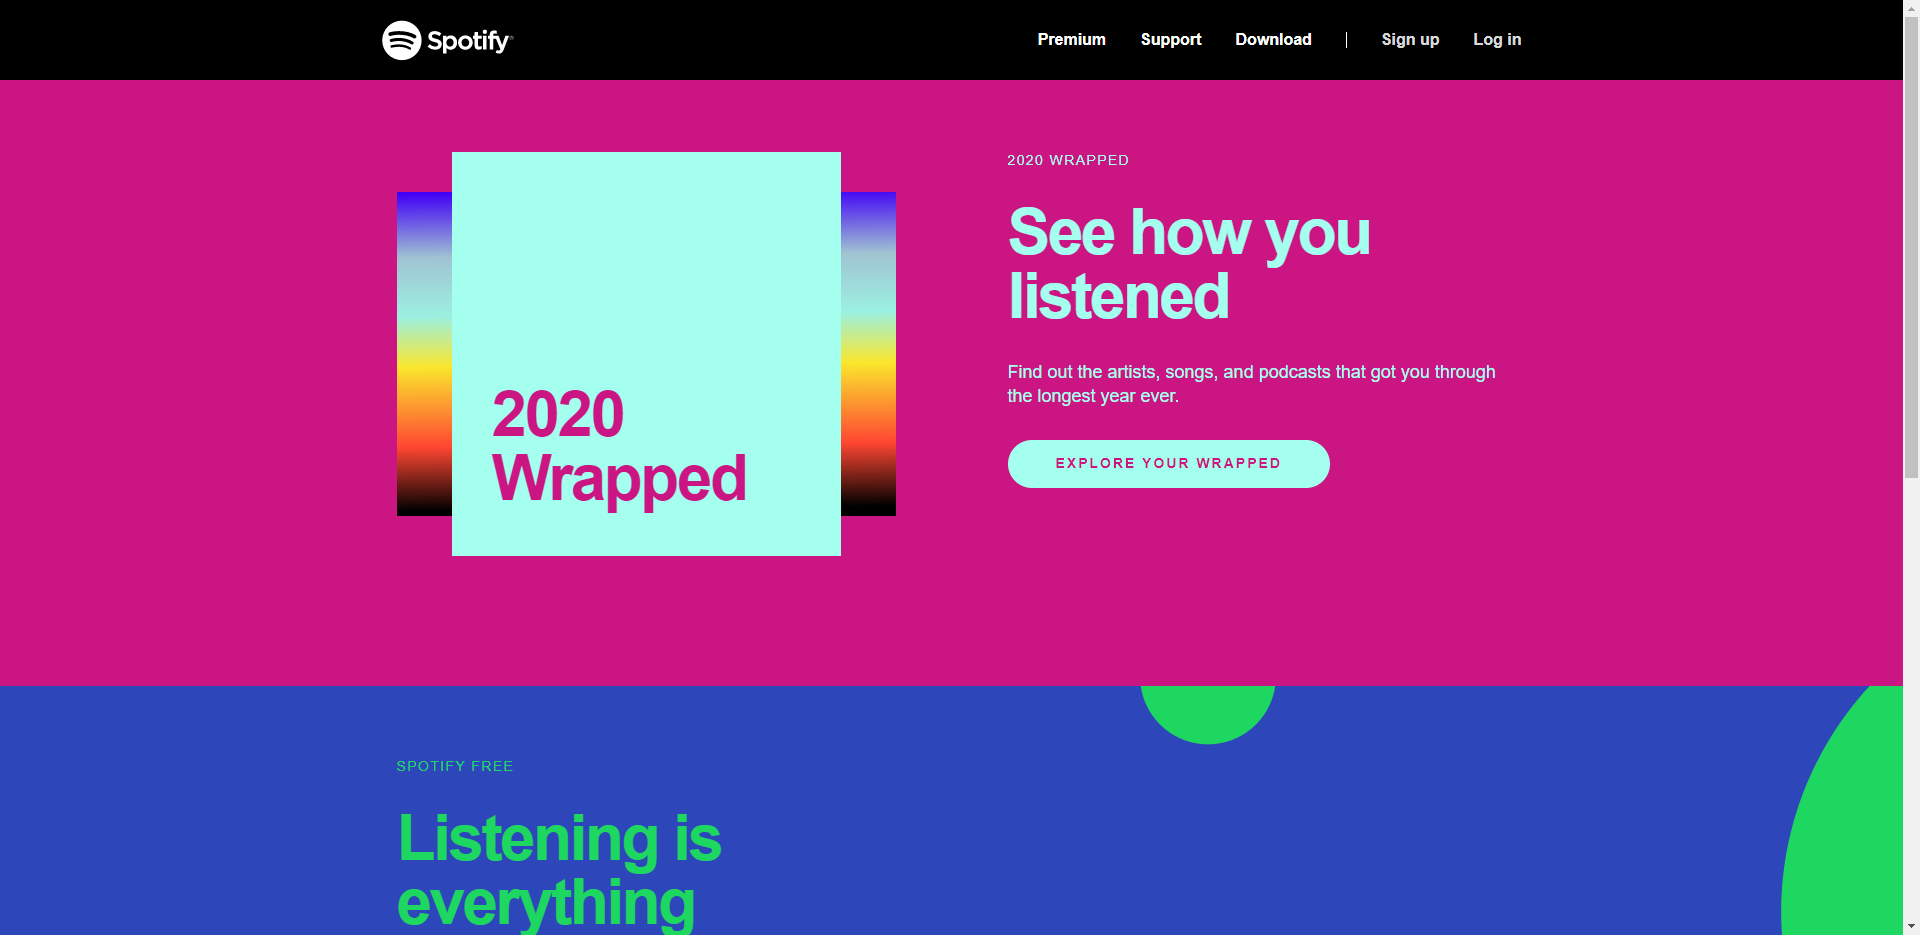 Spotify®
Premium
Support
Download
Sign up
Log in
2020
Wrapped
2020 WRAPPED
See how you
listened
Find out the artists, songs, and podcasts that got you through
the longest year ever.
EXPLORE YOUR WRAPPED
SPOTIFY FREE
Listening is
everything